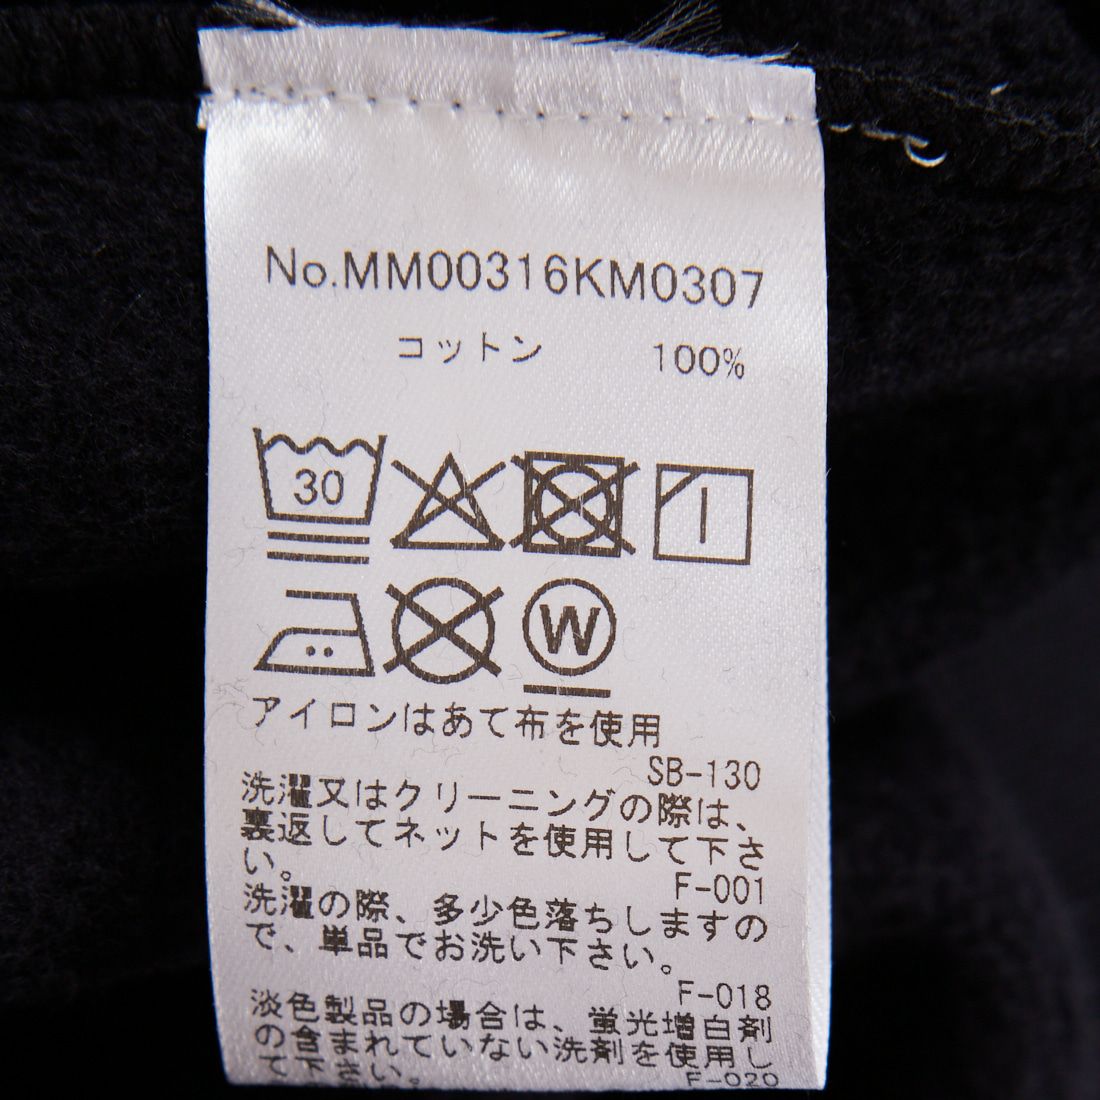 No.MM00316KM0307
コットン 100%
30
W
アイロンはあて布を使用
SB-130
洗濯又はクリーニングの際は、
裏返してネットを使用して下さ
い。
F-001
洗濯の際、多少色落ちしますの
で、単品でお洗い下さい。
F-018
淡色製品の場合は、蛍光増白剤
の含まれていない洗剤を使用し
て下さい。
F-020